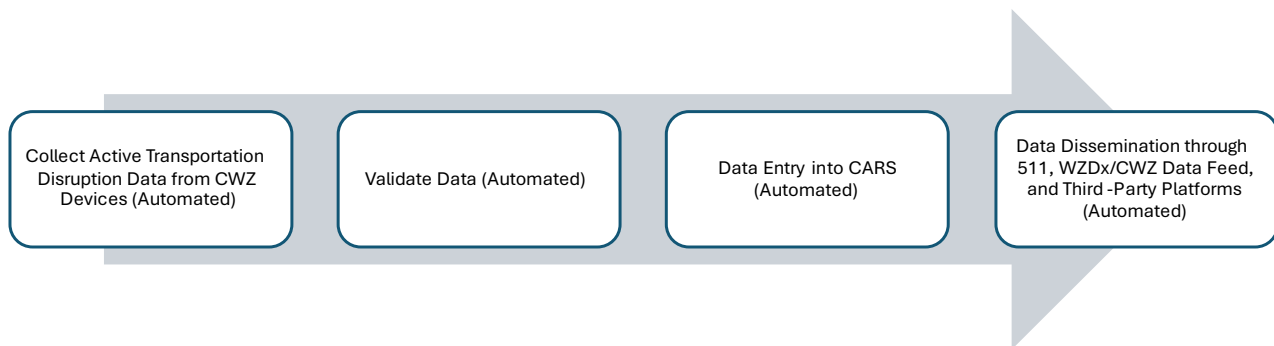 Collect Active Transportation
Disruption Data from CWZ
Devices (Automated)
Validate Data (Automated)
Data Entry into CARS
(Automated)
Data Dissemination through
511, WZDx/CWZ Data Feed,
and Third -Party Platforms
(Automated)